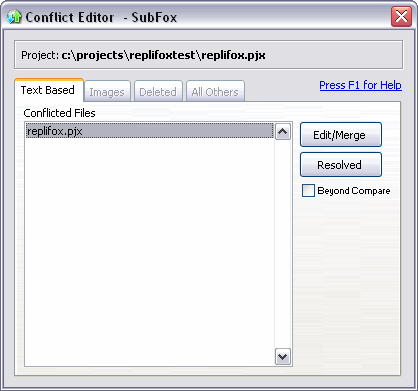 Conflict Editor - SubFox
Project: c:\projects\replifoxtest\replifox.pjx
Text Based Images Deleted All Others Press F1 for Help
Conflicted Files
replifox.pjx
Edit/Merge
Resolved
Beyond Compare